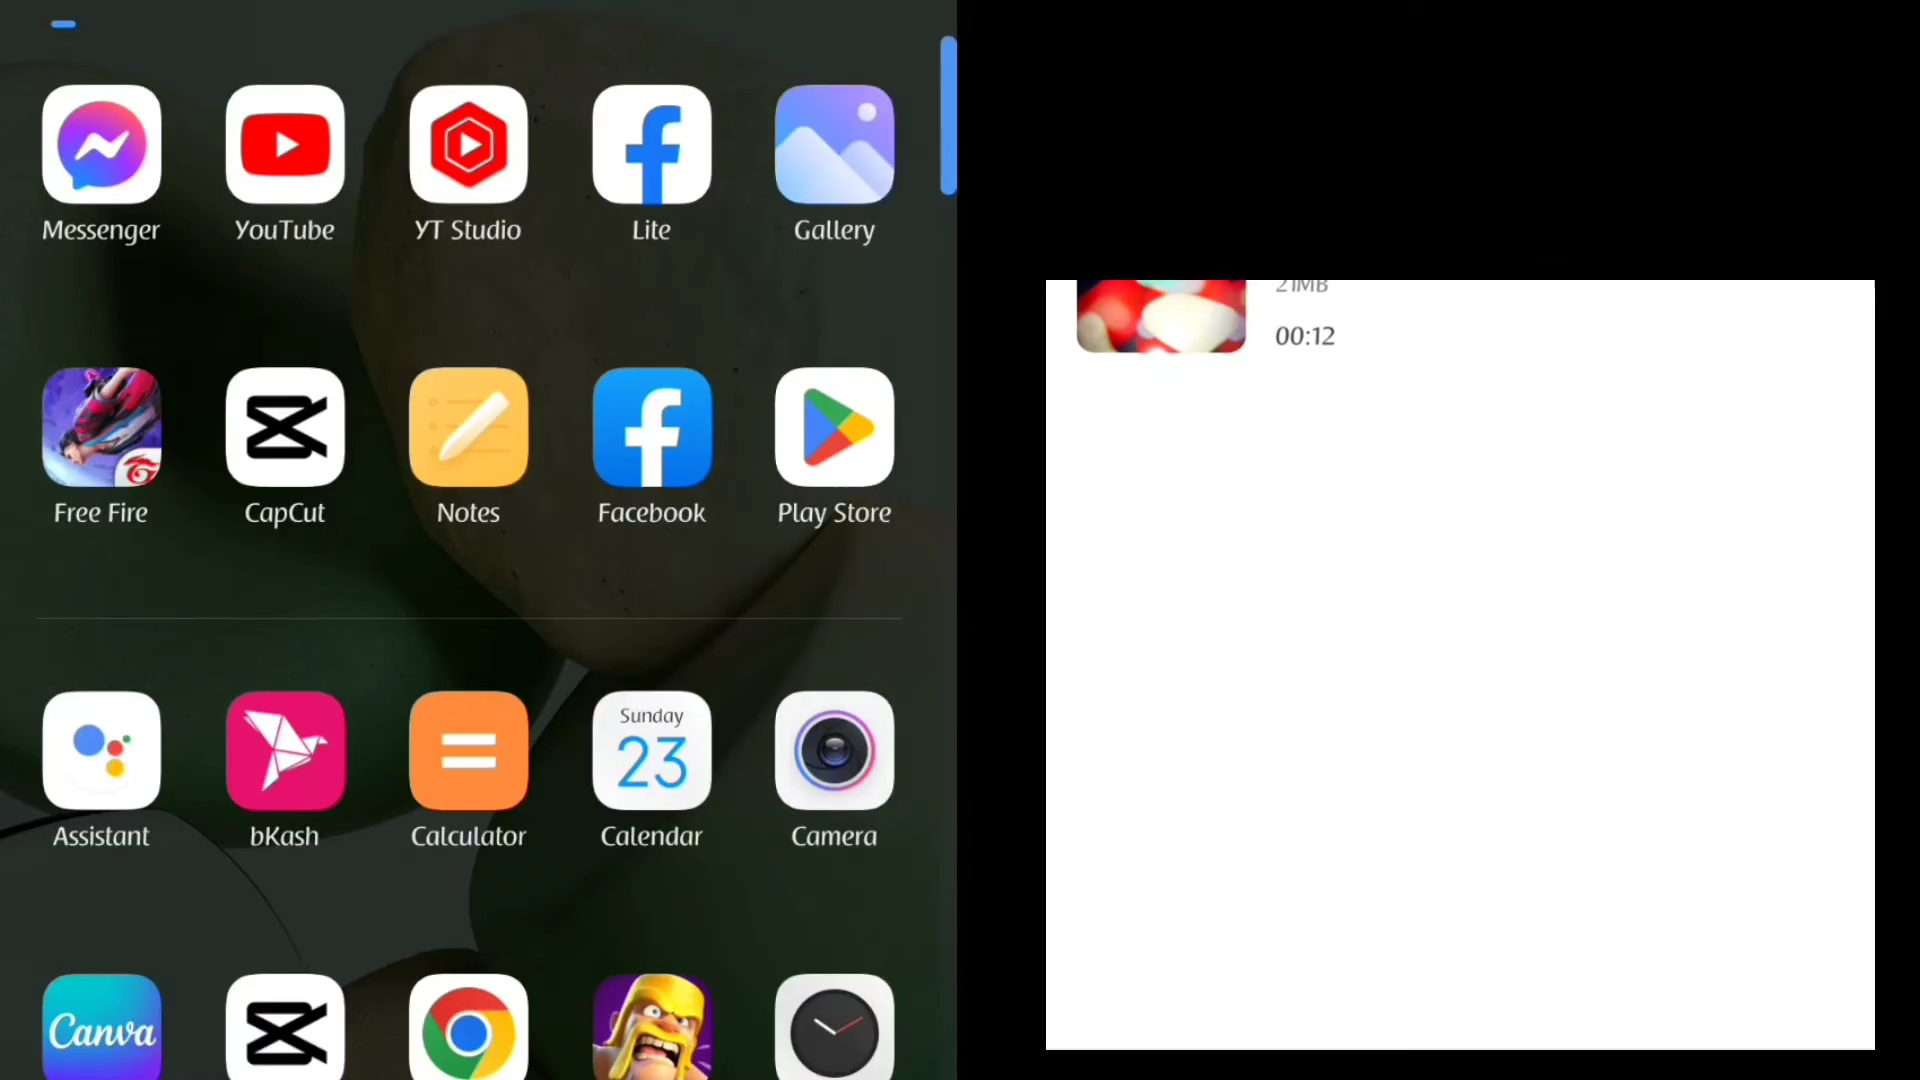 Messenger
YouTube
YT Studio
Lite
Gallery
Free Fire
CapCut
Notes
Facebook
Play Store
Sunday
23
Assistant
bKash
Calculator
Calendar
Camera
Canva
21MB
00:12